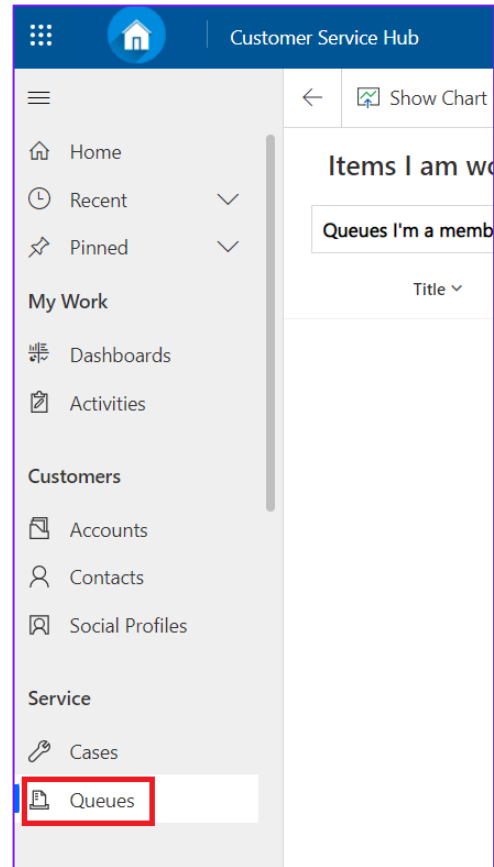 Customer Service Hub
Show Chart
Home
Items I am wo
Recent
Queues I'm a memb
Pinned
Title
My Work
Dashboards
Activities
Customers
Accounts
Contacts
Social Profiles
Service
Cases
Queues